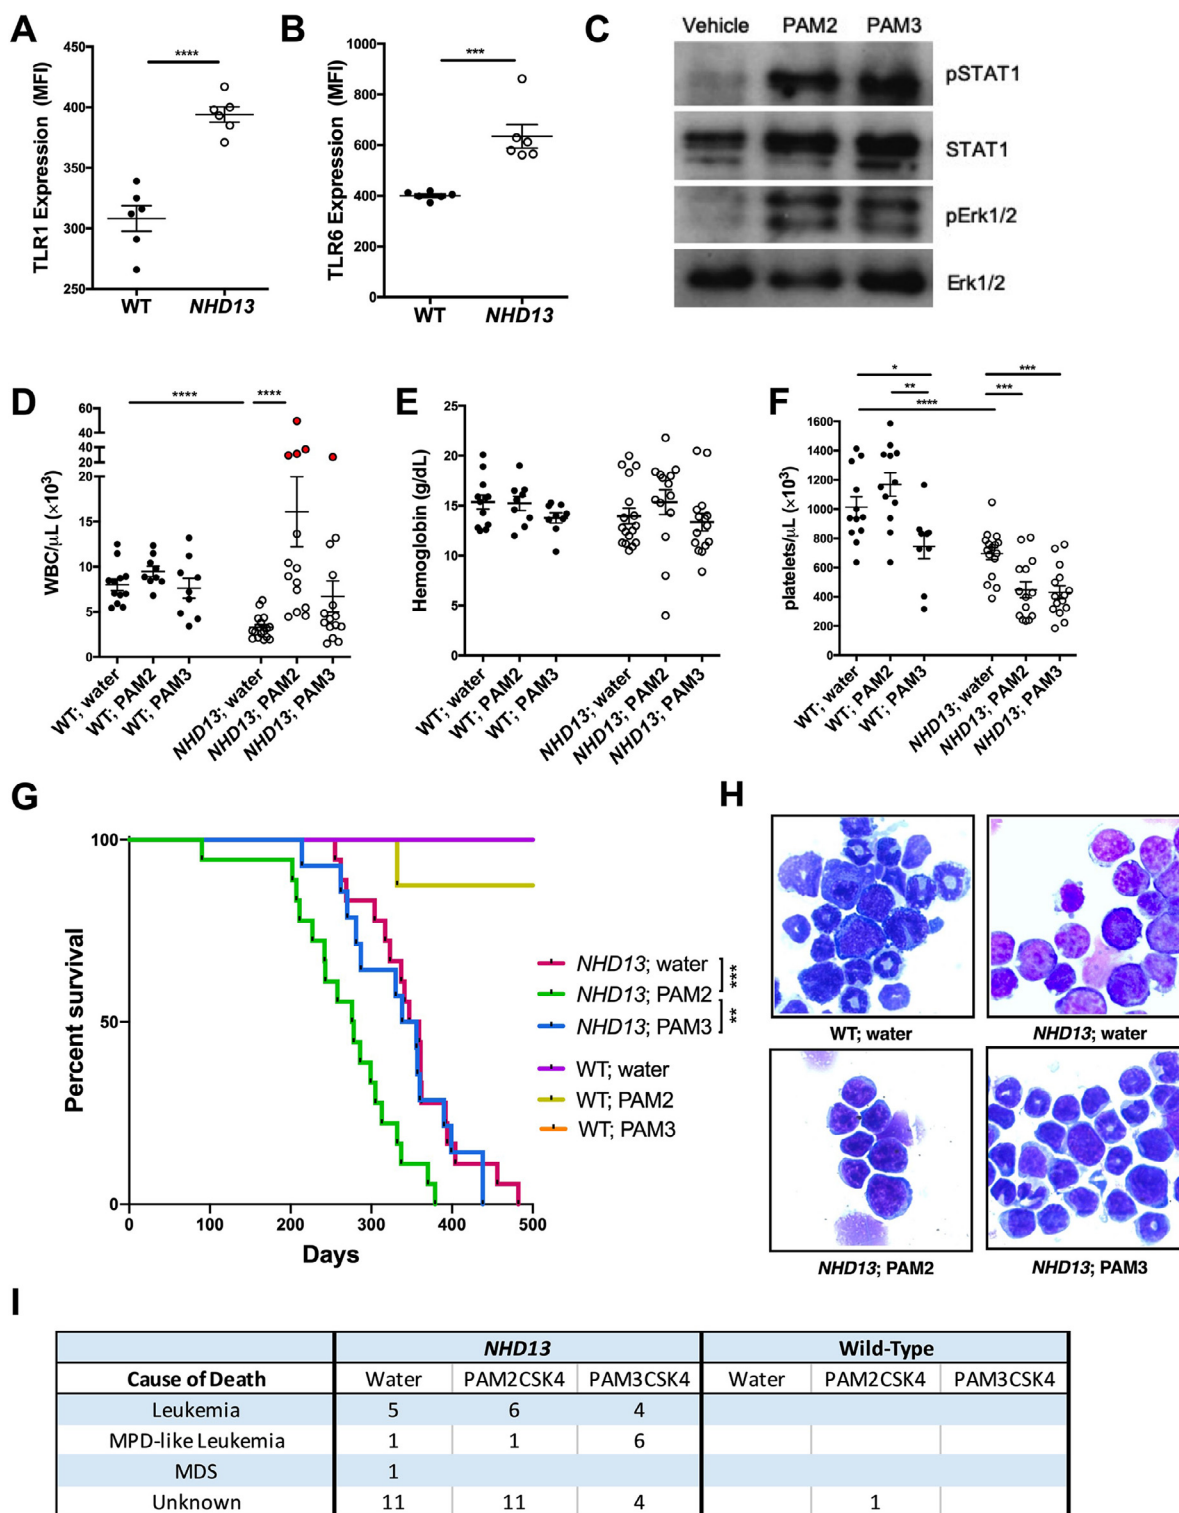 A
TLR1 Expression (MFI)
450
400
350
300
250
****
WT
NHD13
B
TLR6 Expression (MFI)
1000
800
600
400
200
0
***
WT
NHD13
C
Vehicle PAM2 PAM3
pSTAT1
STAT1
pErk1/2
Erk1/2
D
WBC/μL (×10³)
60
40
20
20
15
10
5
0
**** ****
WT; water
WT; PAM2
WT; PAM3
NHD13; water
NHD13; PAM2
NHD13; PAM3
E
Hemoglobin (g/dL)
25
20
15
10
5
0
WT; water
WT; PAM2
WT; PAM3
NHD13; water
NHD13; PAM2
NHD13; PAM3
F
platelets/μL (×10³)
1600
1400
1200
1000
800
600
400
200
0
* ***
** ***
****
WT; water
WT; PAM2
WT; PAM3
NHD13; water
NHD13; PAM2
NHD13; PAM3
G
Percent survival
100
50
0
0 100 200 300 400 500
Days
NHD13; water
NHD13; PAM2
NHD13; PAM3
***
**
WT; water
WT; PAM2
WT; PAM3
H
WT; water
NHD13; water
NHD13; PAM2
NHD13; PAM3
I
NHD13 Wild-Type
Cause of Death Water PAM2CSK4 PAM3CSK4 Water PAM2CSK4 PAM3CSK4
Leukemia 5 6 4
MPD-like Leukemia 1 1 6
MDS 1
Unknown 11 11 4 1